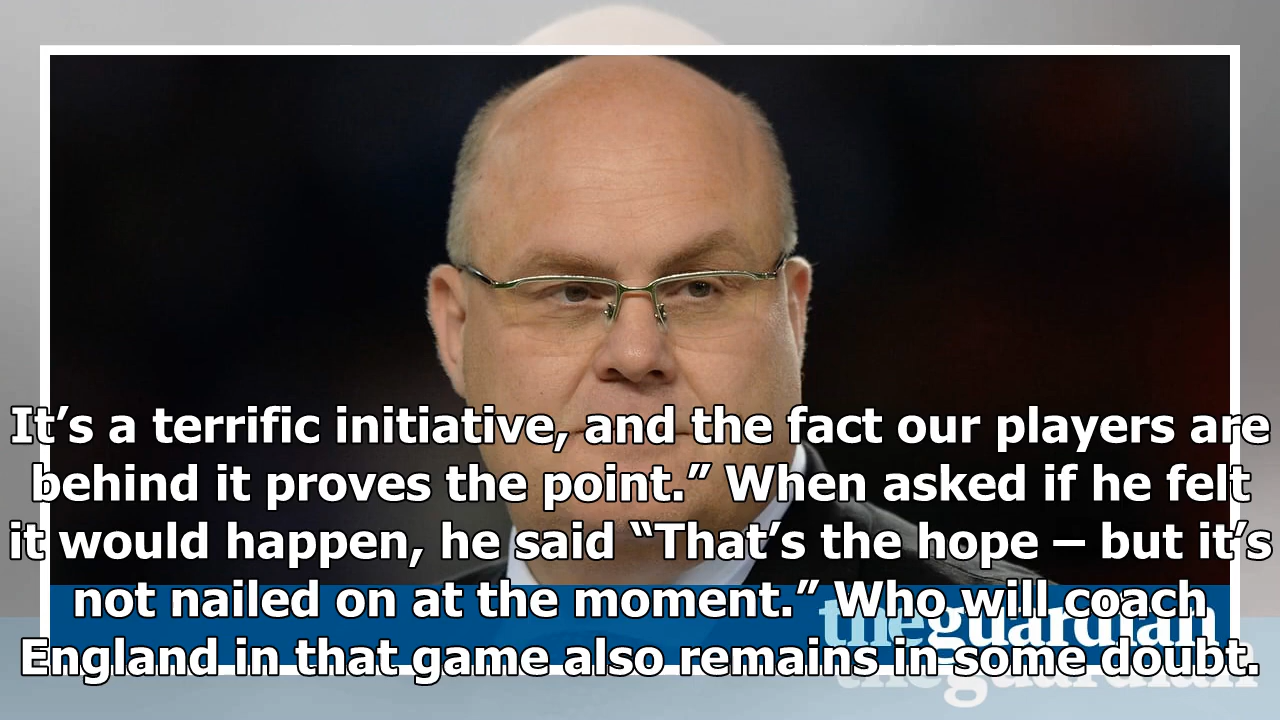 It’s a terrific initiative, and the fact our players are
behind it proves the point.” When asked if he felt
it would happen, he said “That’s the hope – but it’s
not nailed on at the moment.” Who will coach
England in that game also remains in some doubt.
theguardian
theguardian